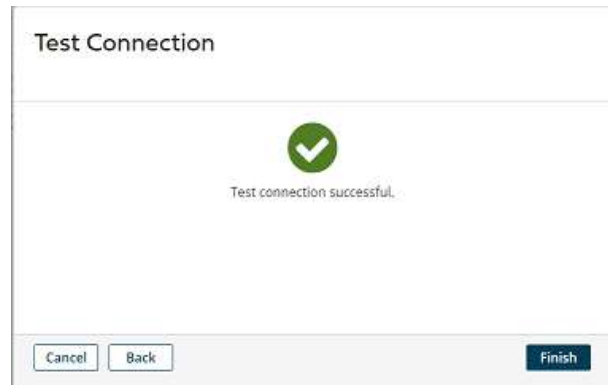 Test Connection
Test connection successful.
Cancel
Back
Finish